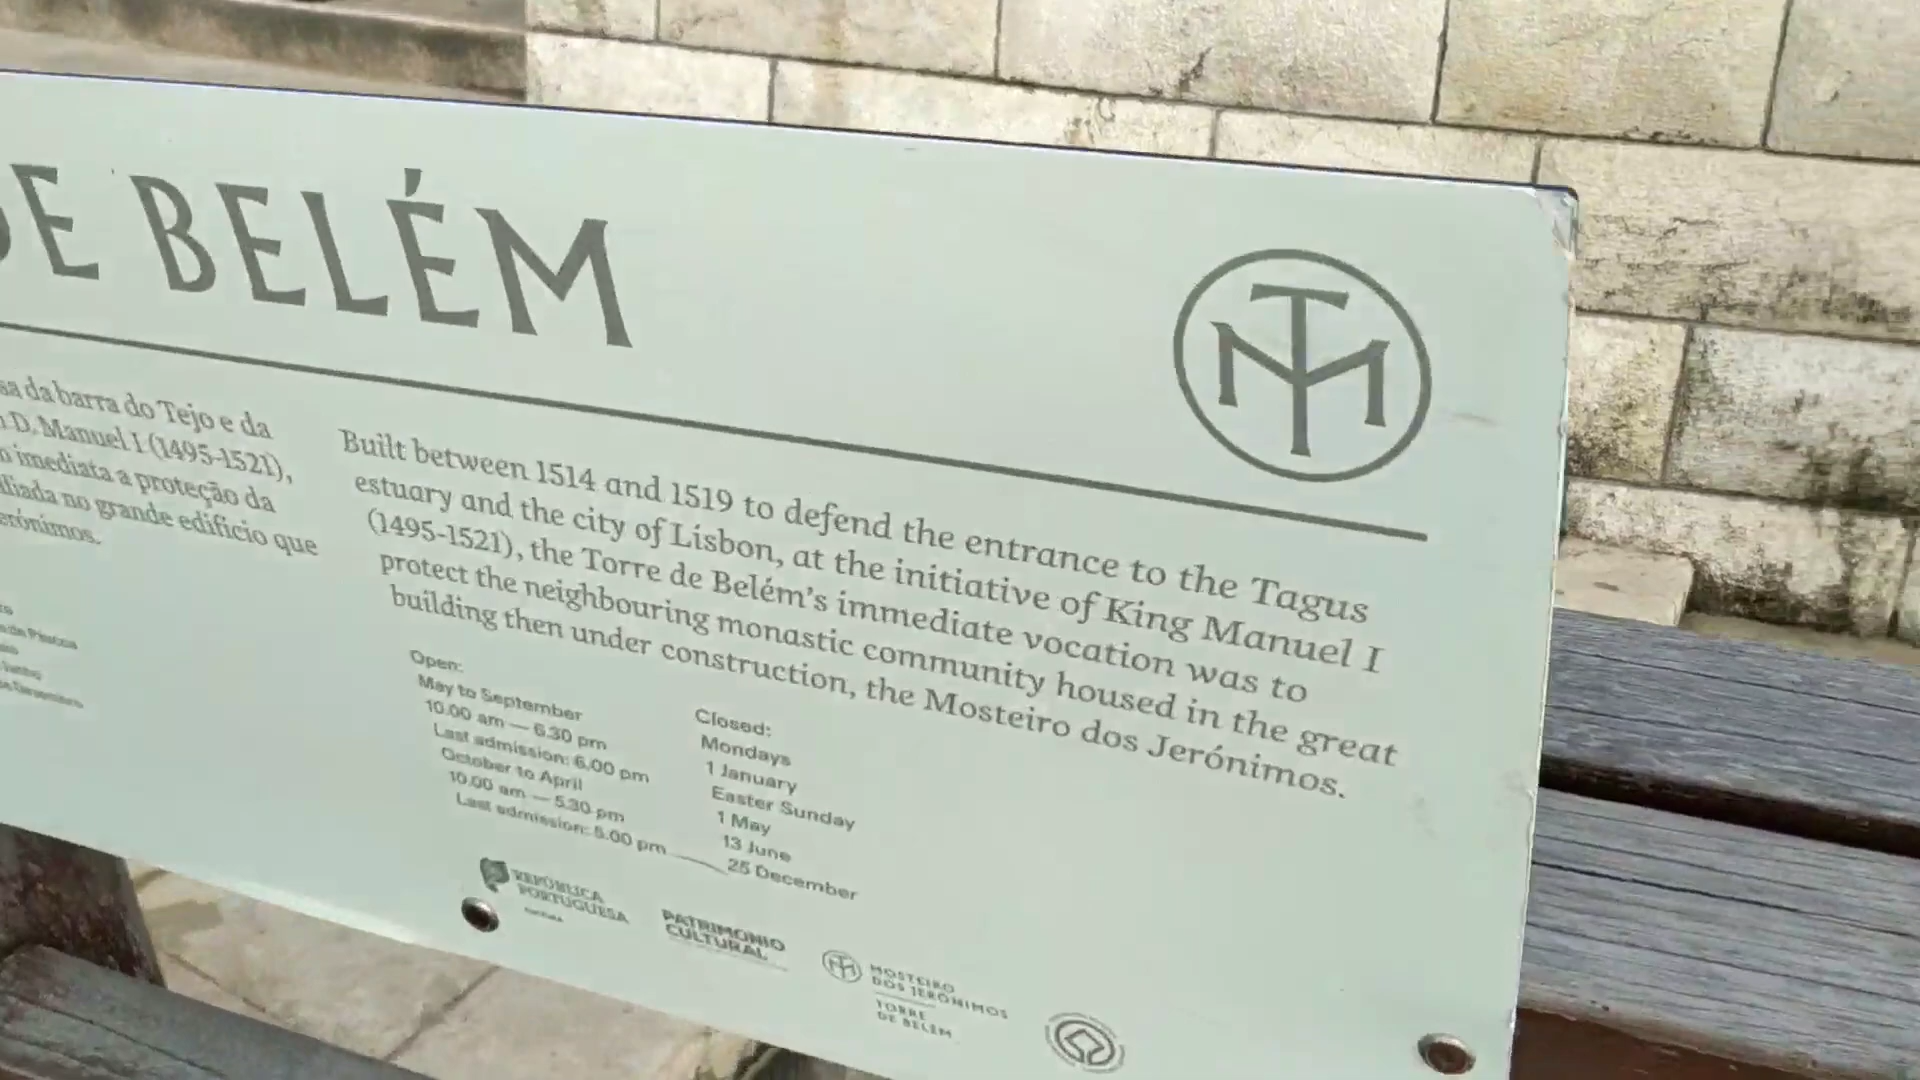 DE BELÉM
TM
sa da barra do Tejo e da
D. Manuel I (1495-1521),
imediata a proteção da
no grande edifício que
erónimos.
Built between 1514 and 1519 to defend the entrance to the Tagus
estuary and the city of Lisbon, at the initiative of King Manuel I
(1495-1521), the Torre de Belém's immediate vocation was to
protect the neighbouring monastic community housed in the great
building then under construction, the Mosteiro dos Jerónimos.
Open:
May to September
10.00 am — 6.30 pm
Last admission: 6.00 pm
October to April
10.00 am — 5.30 pm
Last admission: 5.00 pm
Closed:
Mondays
1 January
Easter Sunday
1 May
13 June
25 December
REPÚBLICA
PORTUGUESA
PATRIMÓNIO
CULTURAL
MOSTEIRO
DOS JERÓNIMOS
TORRE
DE BELÉM